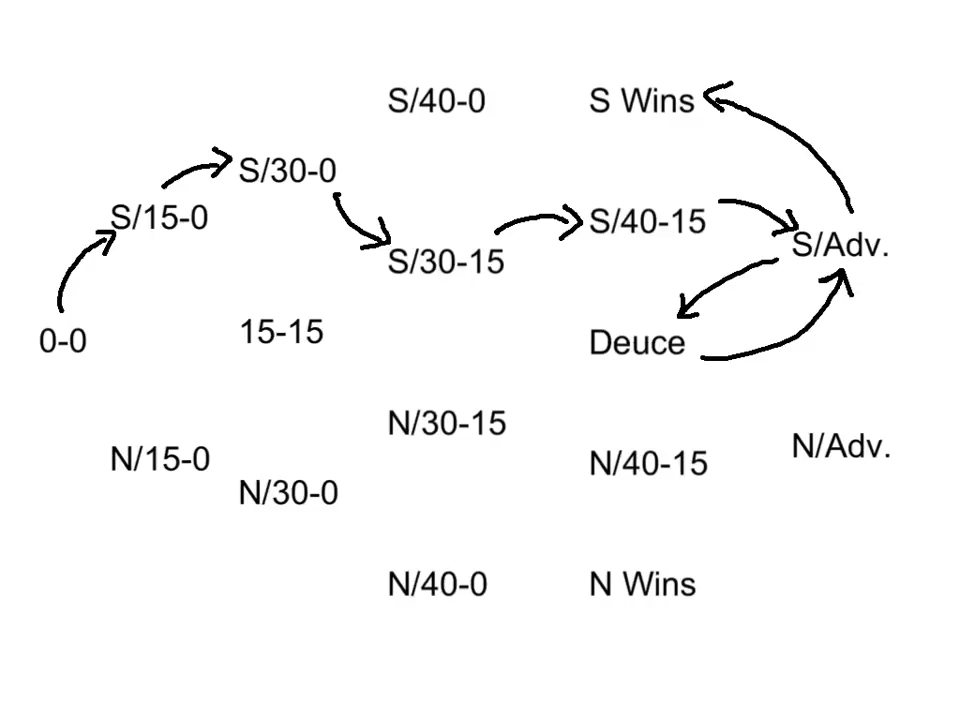 S/40-0
S Wins
S/30-0
S/15-0
S/40-15
S/Adv.
S/30-15
0-0
15-15
Deuce
N/30-15
N/Adv.
N/15-0
N/40-15
N/30-0
N/40-0
N Wins